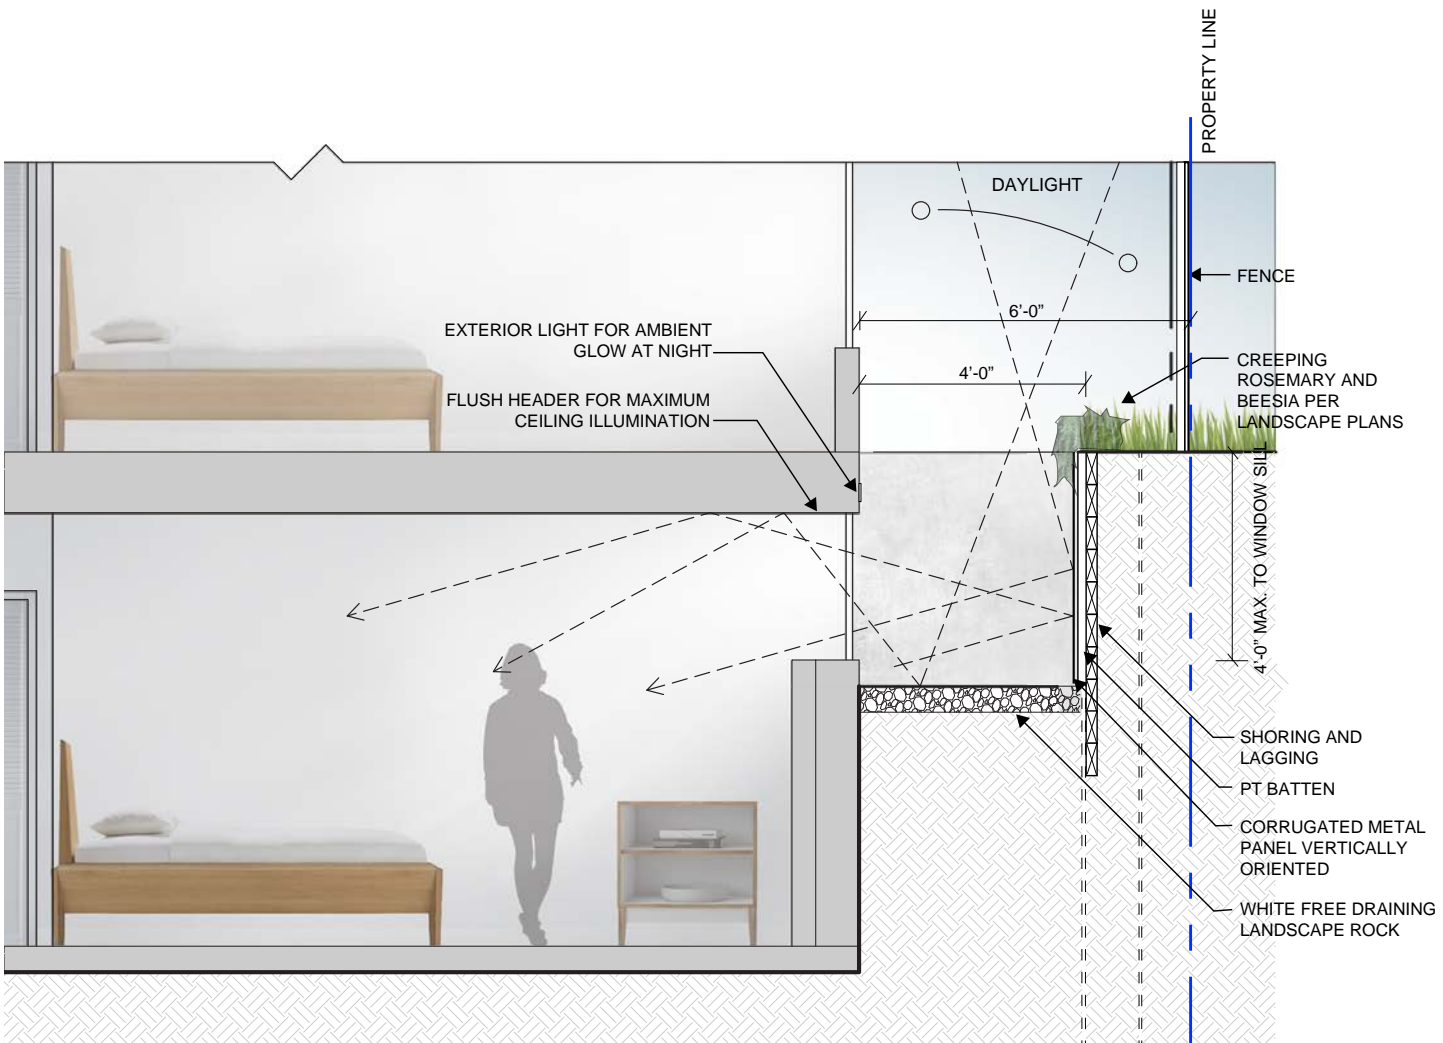 PROPERTY LINE
DAYLIGHT
FENCE
6’-0”
EXTERIOR LIGHT FOR AMBIENT
GLOW AT NIGHT
4’-0”
CREEPING
ROSEMARY AND
BEESIA PER
LANDSCAPE PLANS
FLUSH HEADER FOR MAXIMUM
CEILING ILLUMINATION
4’-0” MAX. TO WINDOW SILL
SHORING AND
LAGGING
PT BATTEN
CORRUGATED METAL
PANEL VERTICALLY
ORIENTED
WHITE FREE DRAINING
LANDSCAPE ROCK